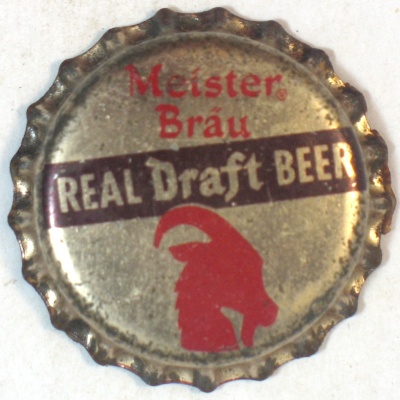 Meister®
Bräu
REAL Draft BEER